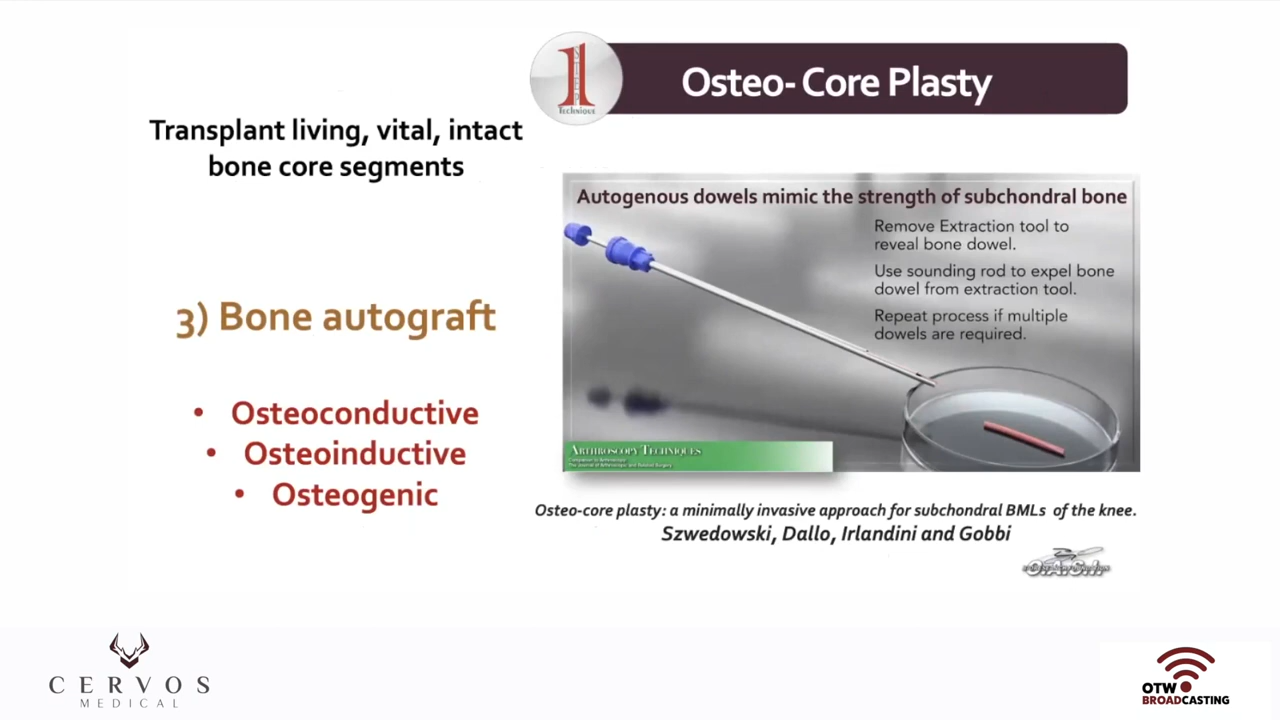 Osteo- Core Plasty
1
TECHNIQUE
Transplant living, vital, intact
bone core segments
3) Bone autograft
• Osteoconductive
• Osteoinductive
• Osteogenic
Autogenous dowels mimic the strength of subchondral bone
Remove Extraction tool to
reveal bone dowel.
Use sounding rod to expel bone
dowel from extraction tool.
Repeat process if multiple
dowels are required.
ARTHROSCOPY TECHNIQUES
Osteo-core plasty: a minimally invasive approach for subchondral BMLs of the knee.
Szwedowski, Dallo, Irlandini and Gobbi
O.A.S.I.
CERVOS
MEDICAL
OTW
BROADCASTING